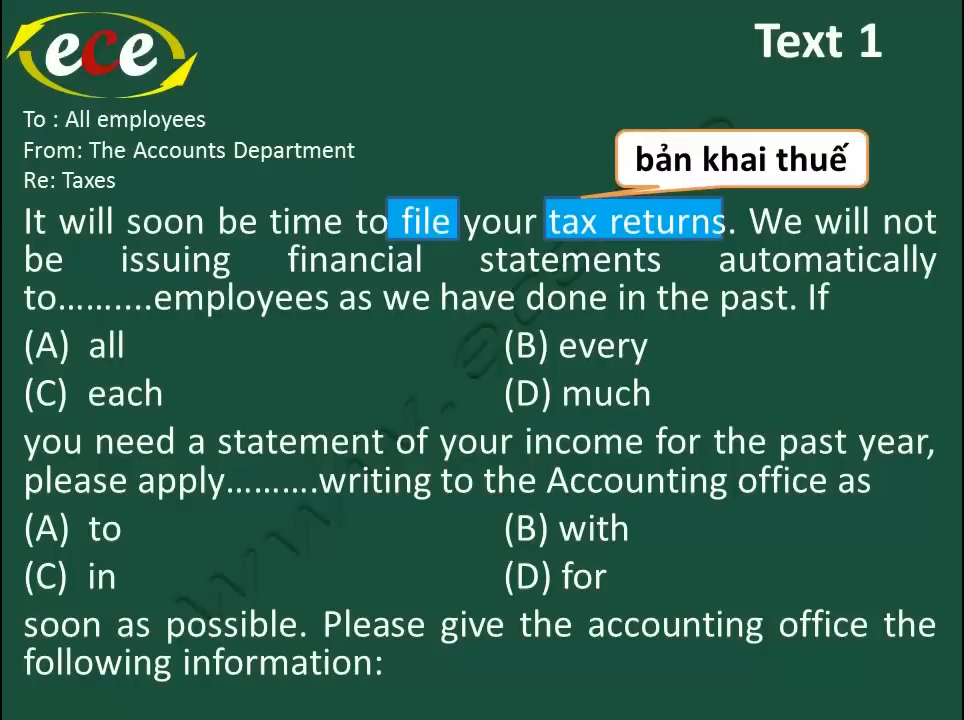 ece
Text 1
To : All employees
From: The Accounts Department
Re: Taxes
bản khai thuế
It will soon be time to file your tax returns. We will not
be issuing financial statements automatically
to……....employees as we have done in the past. If
(A) all
(B) every
(C) each
(D) much
you need a statement of your income for the past year,
please apply……….writing to the Accounting office as
(A) to
(B) with
(C) in
(D) for
soon as possible. Please give the accounting office the
following information: